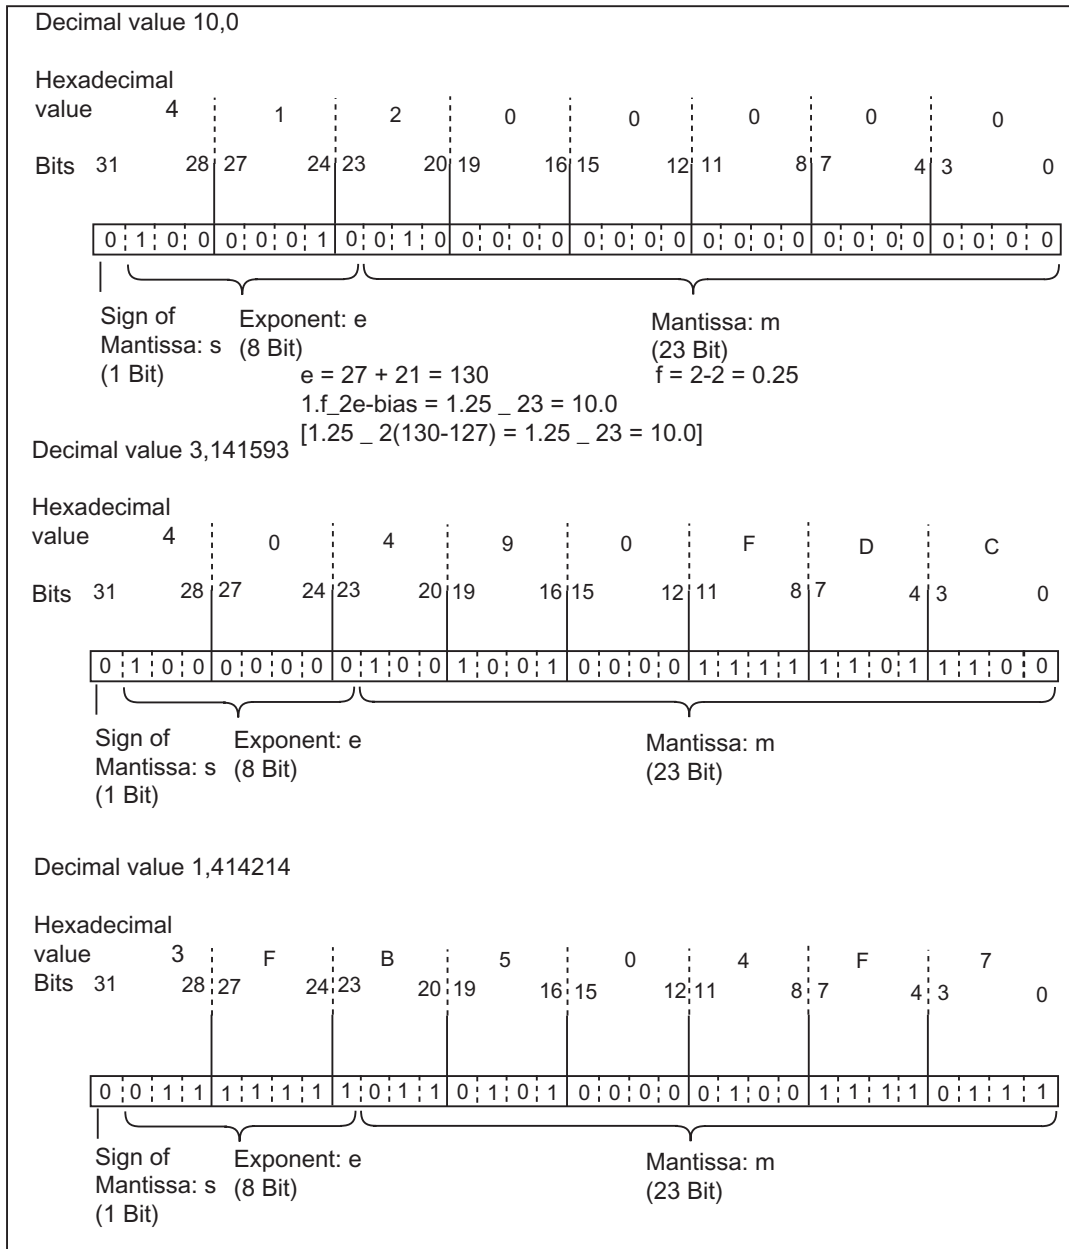 Decimal value 10,0
Hexadecimal
value 4 1 2 0 0 0 0 0
Bits 31 28 27 24 23 20 19 16 15 12 11 8 7 4 3 0
0 1 0 0 0 0 0 1 0 0 1 0 0 0 0 0 0 0 0 0 0 0 0 0 0 0 0 0 0 0 0 0
Sign of Exponent: e Mantissa: m
Mantissa: s (8 Bit) (23 Bit)
(1 Bit) e = 27 + 21 = 130 f = 2-2 = 0.25
1.f_2e-bias = 1.25 _ 23 = 10.0
[1.25 _ 2(130-127) = 1.25 _ 23 = 10.0]
Decimal value 3,141593
Hexadecimal
value 4 0 4 9 0 F D C
Bits 31 28 27 24 23 20 19 16 15 12 11 8 7 4 3 0
0 1 0 0 0 0 0 0 0 1 0 0 1 0 0 1 0 0 0 0 1 1 1 1 1 1 0 1 1 1 0 0
Sign of Exponent: e Mantissa: m
Mantissa: s (8 Bit) (23 Bit)
(1 Bit)
Decimal value 1,414214
Hexadecimal
value 3 F B 5 0 4 F 7
Bits 31 28 27 24 23 20 19 16 15 12 11 8 7 4 3 0
0 0 1 1 1 1 1 1 1 0 1 1 0 1 0 1 0 0 0 0 0 1 0 0 1 1 1 1 0 1 1 1
Sign of Exponent: e Mantissa: m
Mantissa: s (8 Bit) (23 Bit)
(1 Bit)